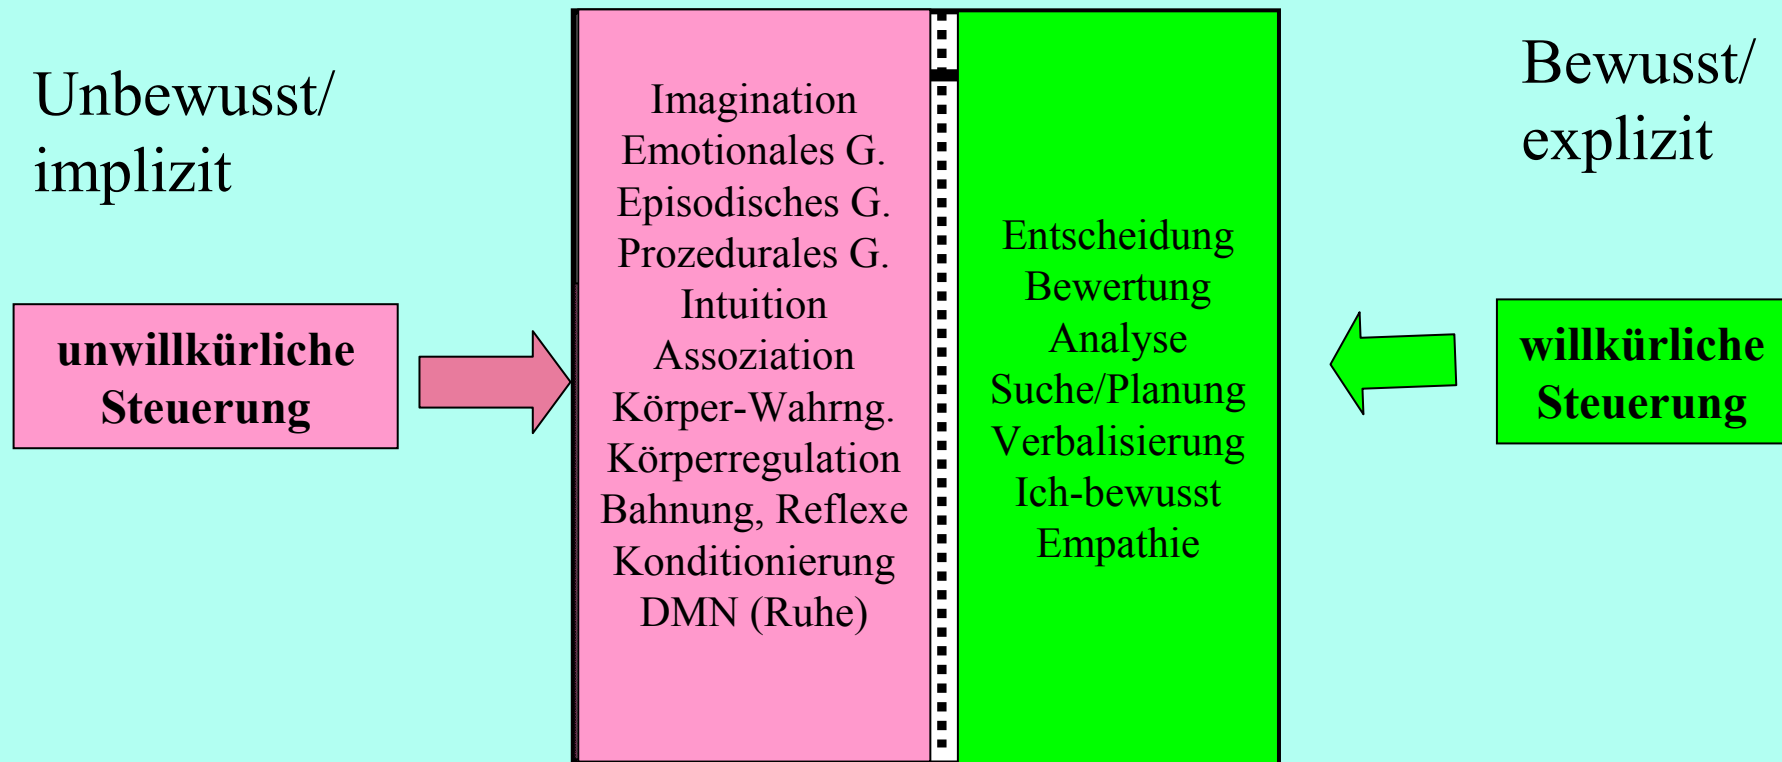 Unbewusst/
implizit
unwillkürliche
Steuerung
Imagination
Emotionales G.
Episodisches G.
Prozedurales G.
Intuition
Assoziation
Körper-Wahrng.
Körperregulation
Bahnung, Reflexe
Konditionierung
DMN (Ruhe)
Entscheidung
Bewertung
Analyse
Suche/Planung
Verbalisierung
Ich-bewusst
Empathie
Bewusst/
explizit
willkürliche
Steuerung